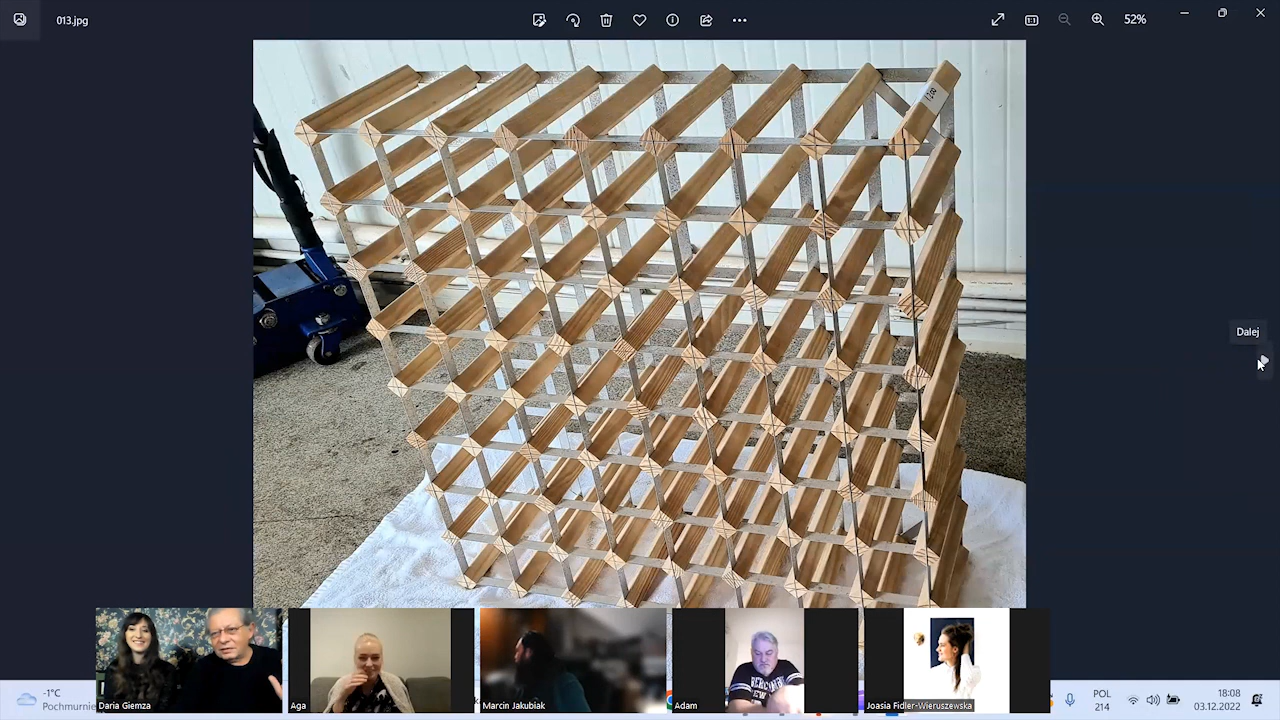 013.jpg
52%
Dalej
Daria Giemza
Aga
Marcin Jakubiak
Adam
Joasia Fidler-Wieruszewska
-1°C
Pochmurnie
POL
214
18:08
03.12.2022